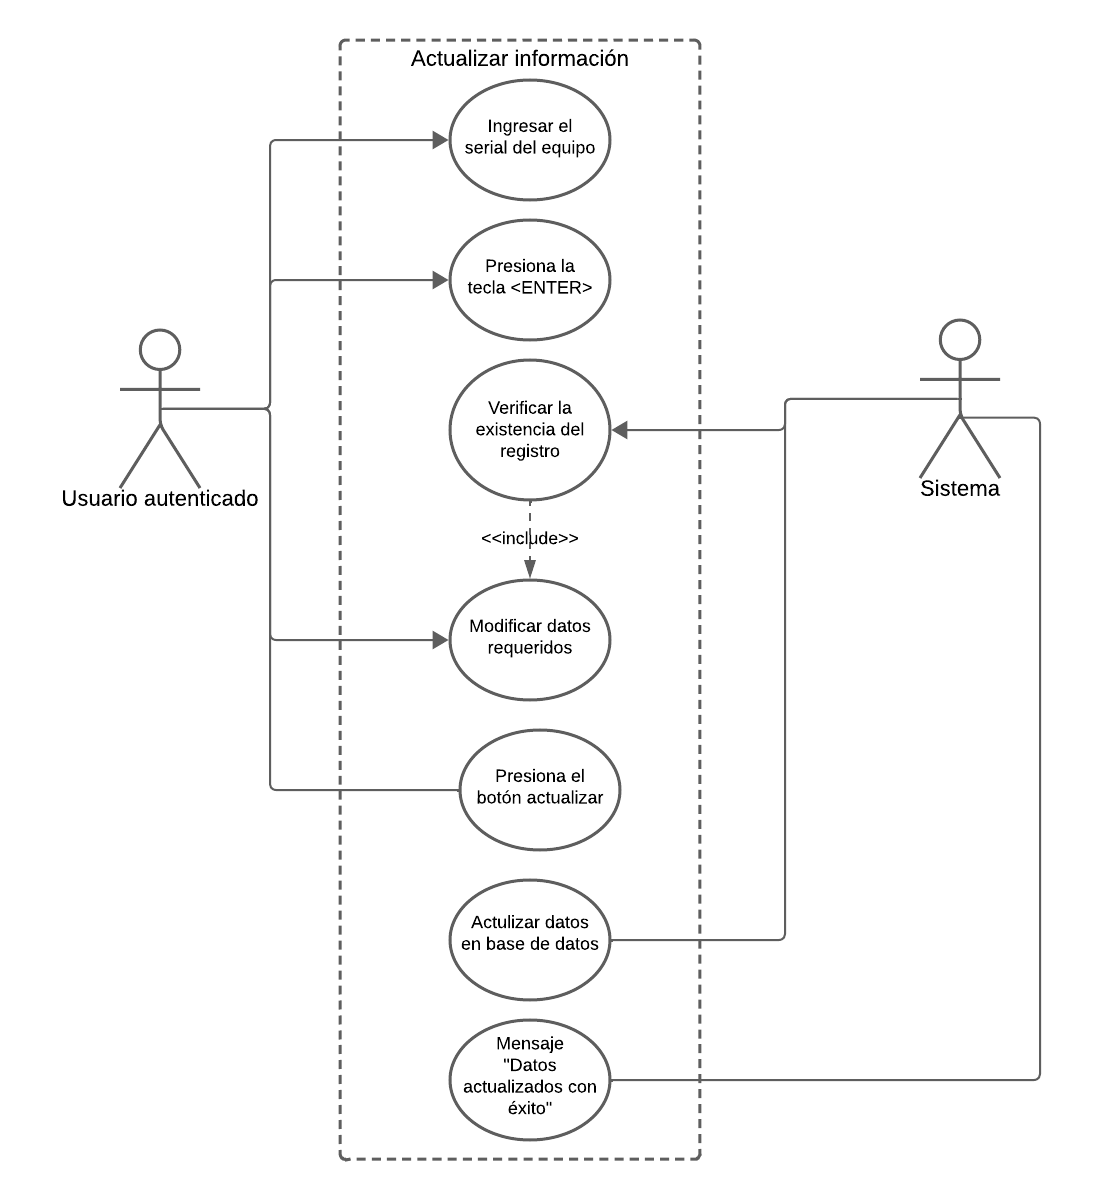 Actualizar información
Ingresar el
serial del equipo
Presiona la
tecla <ENTER>
Verificar la
existencia del
registro
Usuario autenticado
Sistema
<<include>>
Modificar datos
requeridos
Presiona el
botón actualizar
Actulizar datos
en base de datos
Mensaje
"Datos
actualizados con
éxito"